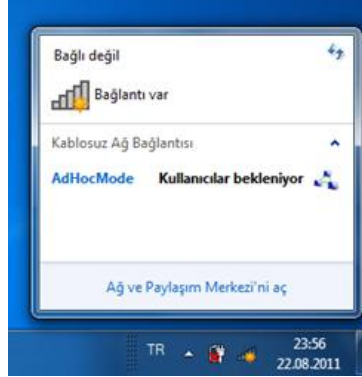 Bağlı değil
Bağlantı var
Kablosuz Ağ Bağlantısı
AdHocMode Kullanıcılar bekleniyor
Ağ ve Paylaşım Merkezi'ni aç
TR 23:56
22.08.2011